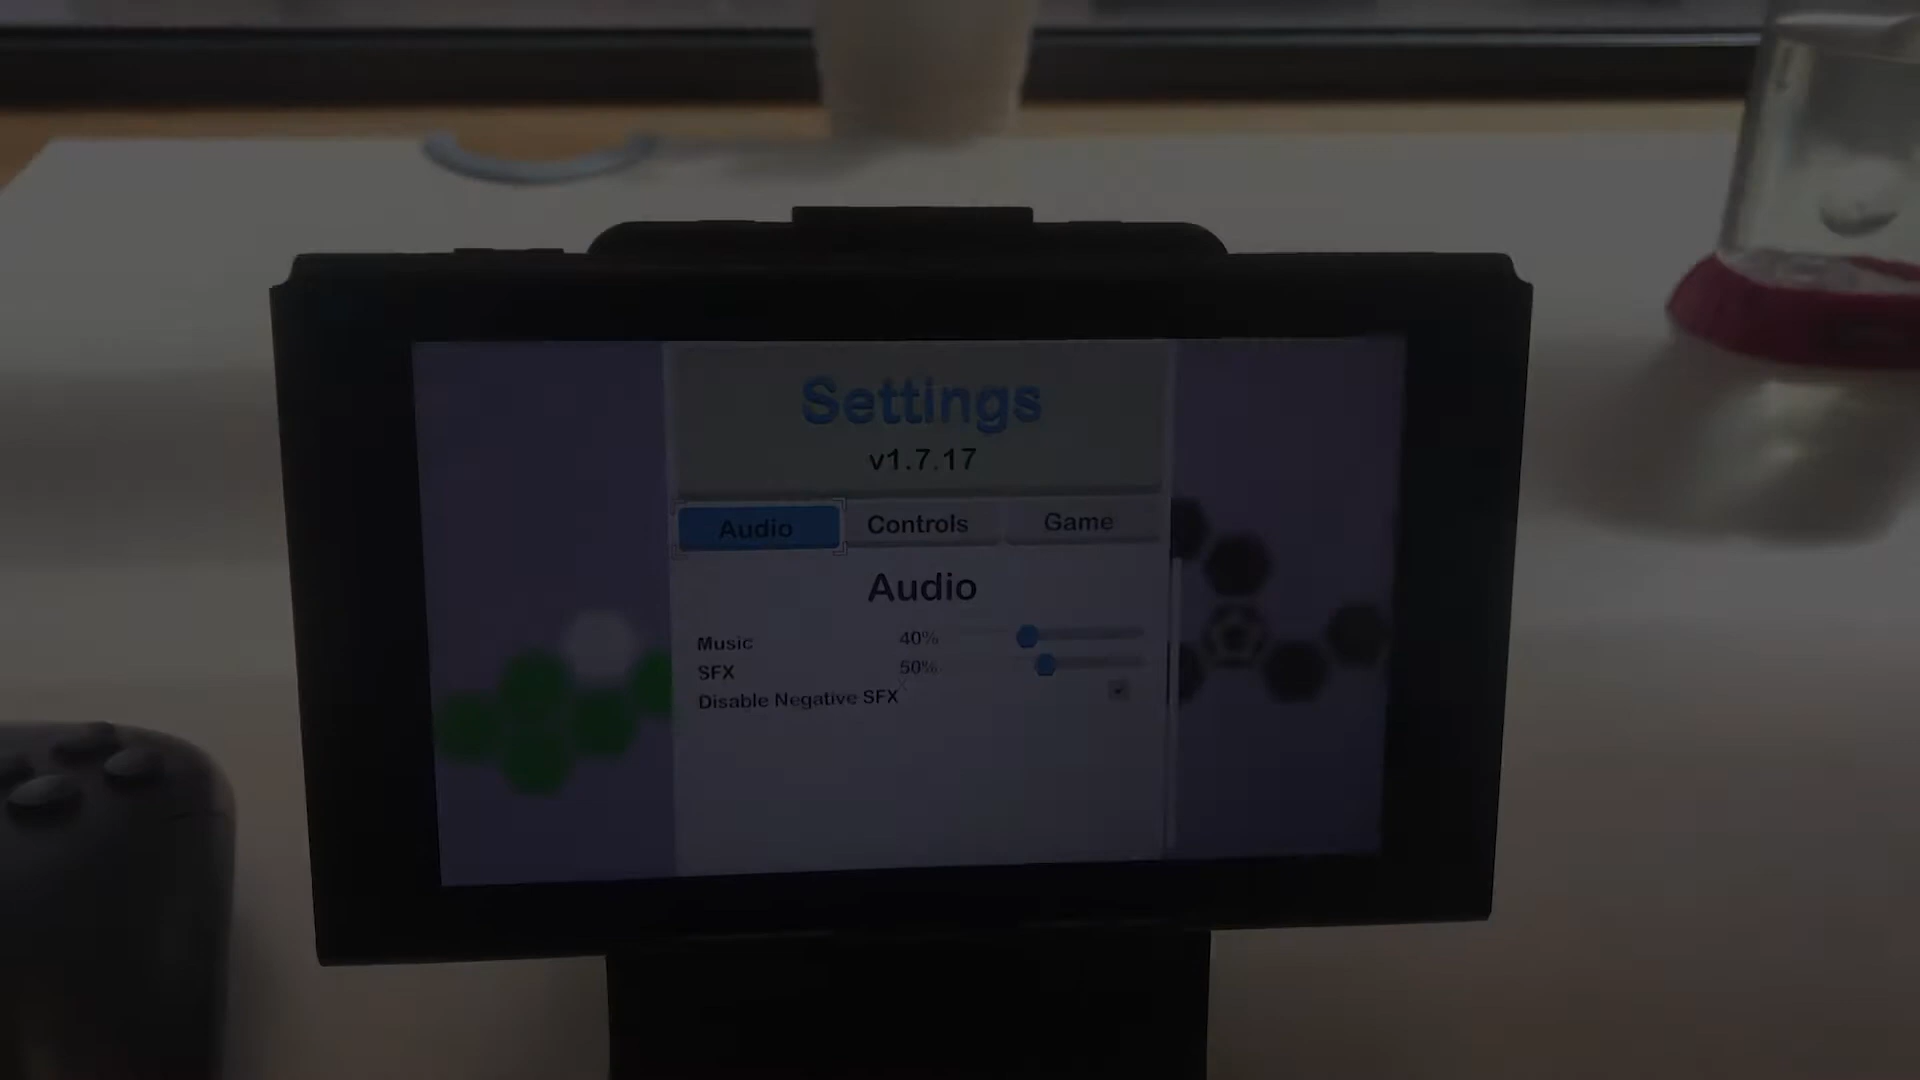 Settings
v1.7.17
Audio Controls Game
Audio
Music 40%
SFX 50%
Disable Negative SFX